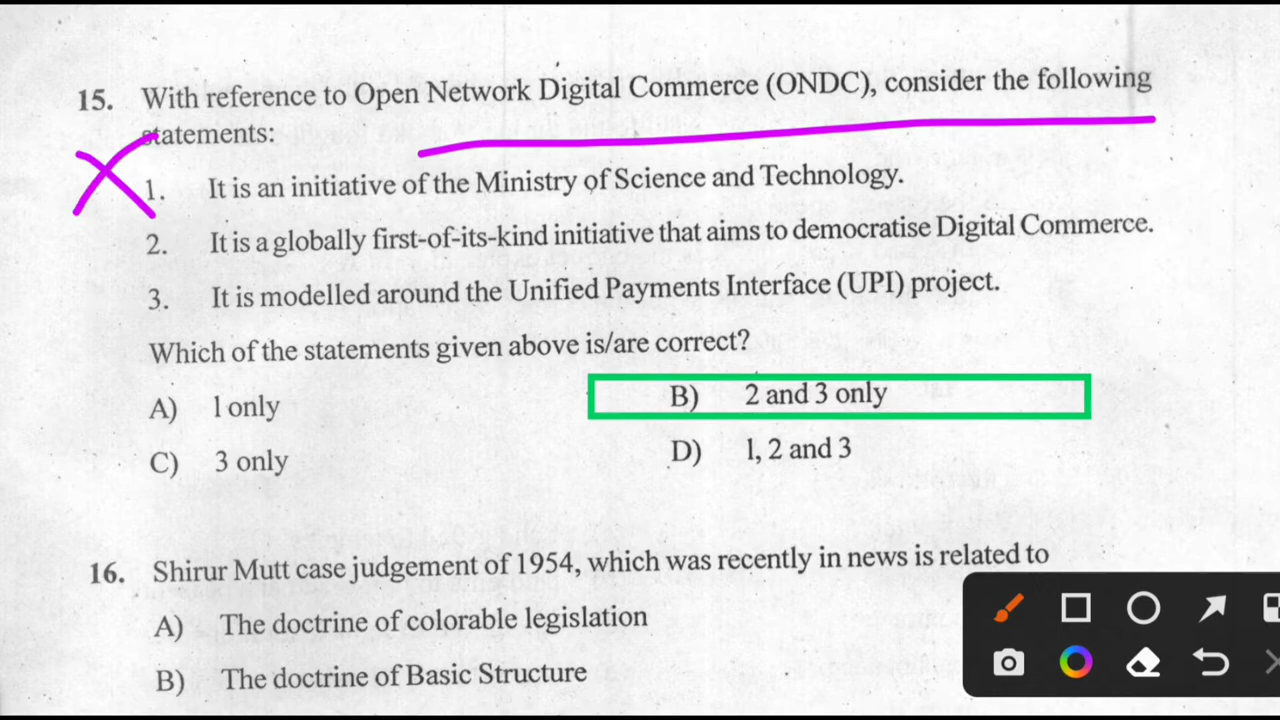 15. With reference to Open Network Digital Commerce (ONDC), consider the following
statements:
1. It is an initiative of the Ministry of Science and Technology.
2. It is a globally first-of-its-kind initiative that aims to democratise Digital Commerce.
3. It is modelled around the Unified Payments Interface (UPI) project.
Which of the statements given above is/are correct?
A) 1 only B) 2 and 3 only
C) 3 only D) 1, 2 and 3
16. Shirur Mutt case judgement of 1954, which was recently in news is related to
A) The doctrine of colorable legislation
B) The doctrine of Basic Structure